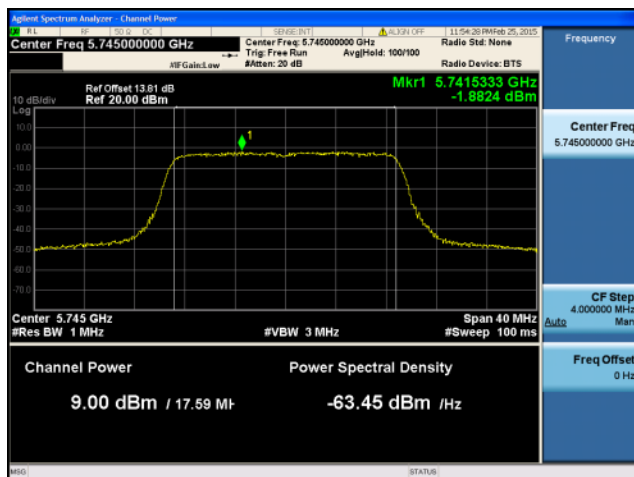 Agilent Spectrum Analyzer - Channel Power
RL RF 50 Ω DC SENSE:INT ALIGN OFF 11:54:28 PM Feb 25, 2015
Center Freq 5.745000000 GHz
Center Freq: 5.745000000 GHz
Radio Std: None
Trig: Free Run Avg|Hold: 100/100
#IFGain:Low #Atten: 20 dB Radio Device: BTS
Ref Offset 13.81 dB
Ref 20.00 dBm
10 dB/div
Log
Mkr1 5.7415333 GHz
-1.8824 dBm
10.0
0.00
-10.0
-20.0
-30.0
-40.0
-50.0
-60.0
-70.0
1
Center 5.745 GHz Span 40 MHz
#Res BW 1 MHz #VBW 3 MHz #Sweep 100 ms
Channel Power Power Spectral Density
9.00 dBm / 17.59 MH -63.45 dBm /Hz
MSG STATUS
Frequency
Center Freq
5.745000000 GHz
CF Step
4.000000 MHz
Auto Man
Freq Offset
0 Hz